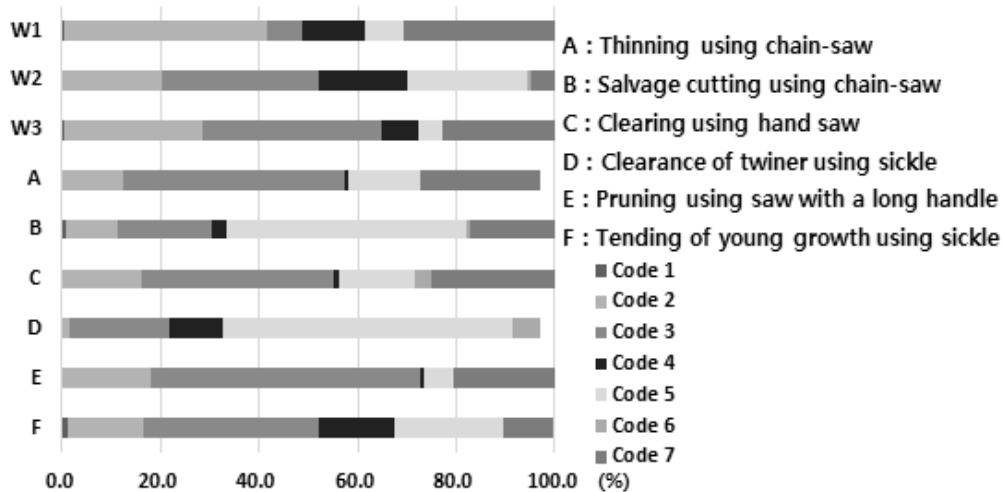 W1
W2
W3
A
B
C
D
E
F
0.0 20.0 40.0 60.0 80.0 100.0 (%)
A : Thinning using chain-saw
B : Salvage cutting using chain-saw
C : Clearing using hand saw
D : Clearance of twiner using sickle
E : Pruning using saw with a long handle
F : Tending of young growth using sickle
Code 1
Code 2
Code 3
Code 4
Code 5
Code 6
Code 7